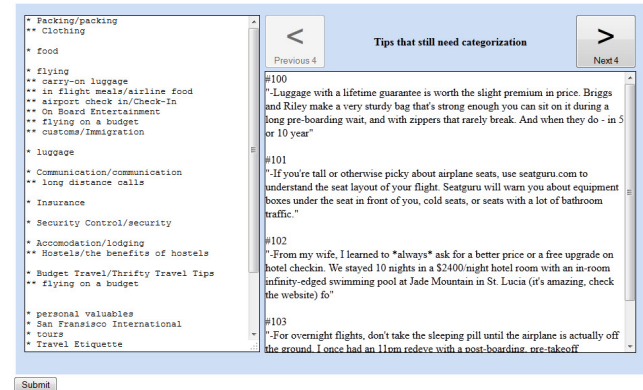 * Packing/packing
** Clothing
* food
* flying
** carry-on luggage
** in flight meals/airline food
** airport check in/Check-In
** On Board Entertainment
** flying on a budget
** customs/Immigration
* luggage
* Communication/communication
** long distance calls
* Insurance
* Security Control/security
* Accomodation/lodging
** Hostels/the benefits of hostels
* Budget Travel/Thrifty Travel Tips
** flying on a budget
* personal valuables
* San Fransisco International
* tours
* Travel Etiquette
<
Previous 4
Tips that still need categorization
>
Next 4
#100
"-Luggage with a lifetime guarantee is worth the slight premium in price. Briggs
and Riley make a very sturdy bag that's strong enough you can sit on it during a
long pre-boarding wait, and with zippers that rarely break. And when they do - in 5
or 10 year"
#101
"-If you're tall or otherwise picky about airplane seats, use seatguru.com to
understand the seat layout of your flight. Seatguru will warn you about equipment
boxes under the seat in front of you, cold seats, or seats with a lot of bathroom
traffic."
#102
"-From my wife, I learned to *always* ask for a better price or a free upgrade on
hotel checkin. We stayed 10 nights in a $2400/night hotel room with an in-room
infinity-edged swimming pool at Jade Mountain in St. Lucia (it's amazing, check
the website) fo"
#103
"-For overnight flights, don't take the sleeping pill until the airplane is actually off
the ground. I once had an 11pm redeye with a post-boarding, pre-takeoff
Submit